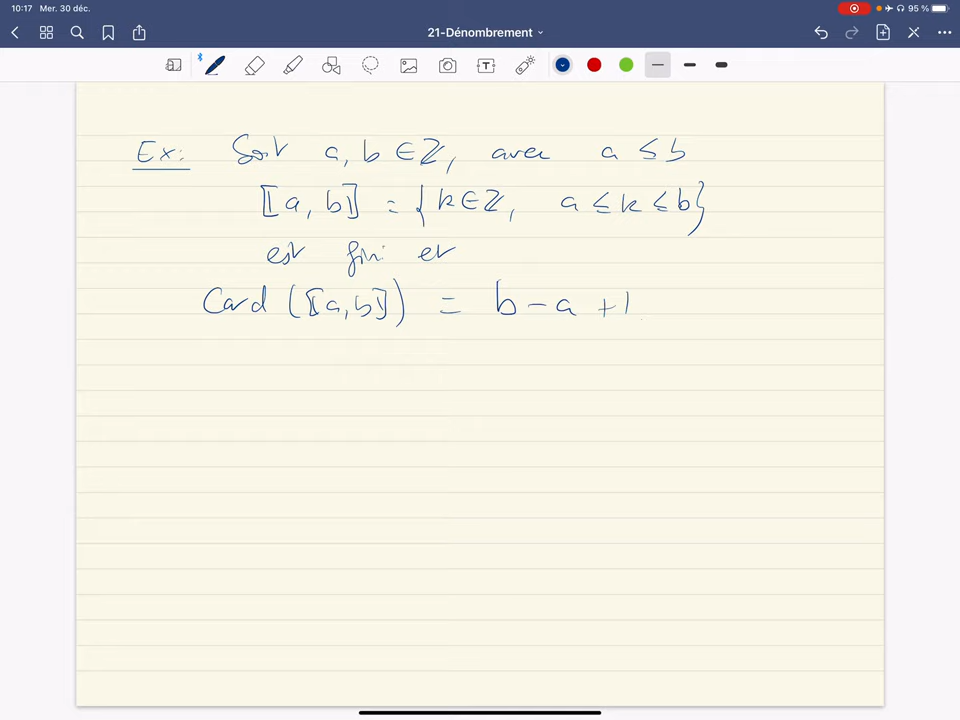 10:17 Mer. 30 déc. 95 %
21-Dénombrement
T
Ex: Soit a, b ∈ ℤ, avec a ≤ b
⟦a, b⟧ = {k ∈ ℤ, a ≤ k ≤ b}
est fini et
Card (⟦a, b⟧) = b - a + 1